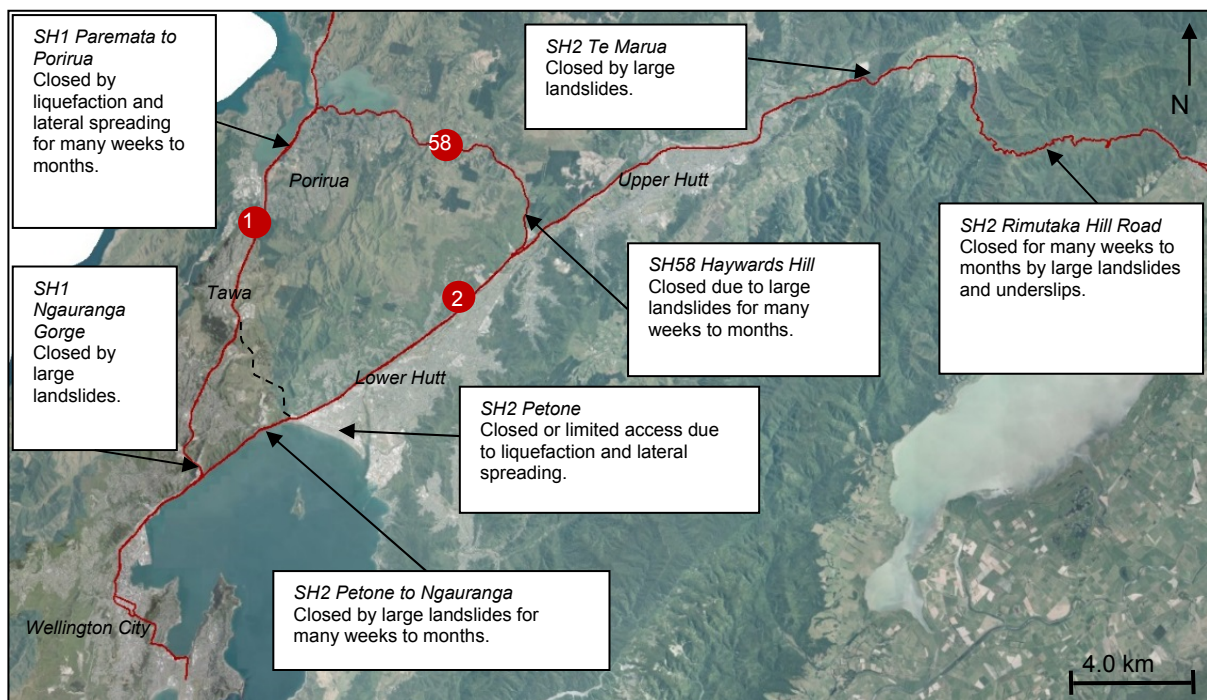 SH1 Paremata to
Porirua
Closed by
liquefaction and
lateral spreading
for many weeks to
months.
SH2 Te Marua
Closed by large
landslides.
N
58
Porirua
Upper Hutt
1
SH2 Rimutaka Hill Road
Closed for many weeks to
months by large landslides
and underslips.
SH58 Haywards Hill
Closed due to large
landslides for many
weeks to months.
SH1
Ngauranga
Gorge
Closed by
large
landslides.
Tawa
2
Lower Hutt
SH2 Petone
Closed or limited access due
to liquefaction and lateral
spreading.
SH2 Petone to Ngauranga
Closed by large landslides for
many weeks to months.
Wellington City
4.0 km